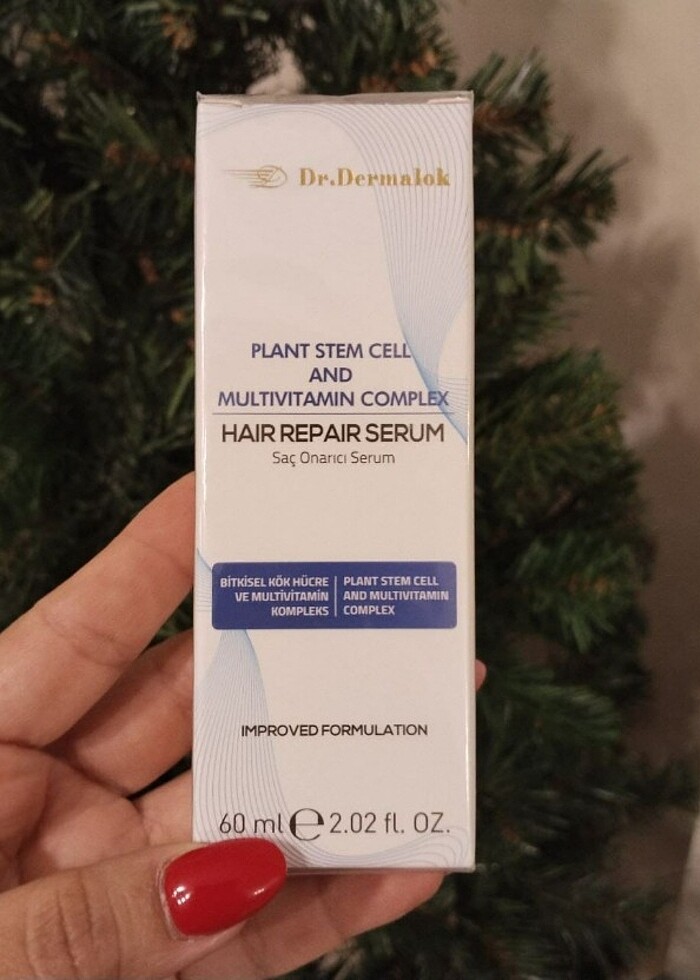 Dr.Dermalok
PLANT STEM CELL
AND
MULTIVITAMIN COMPLEX
HAIR REPAIR SERUM
Saç Onarıcı Serum
BİTKİSEL KÖK HÜCRE
VE MULTİVİTAMİN
KOMPLEKS
PLANT STEM CELL
AND MULTIVITAMIN
COMPLEX
IMPROVED FORMULATION
60 ml ℮ 2.02 fl. OZ.